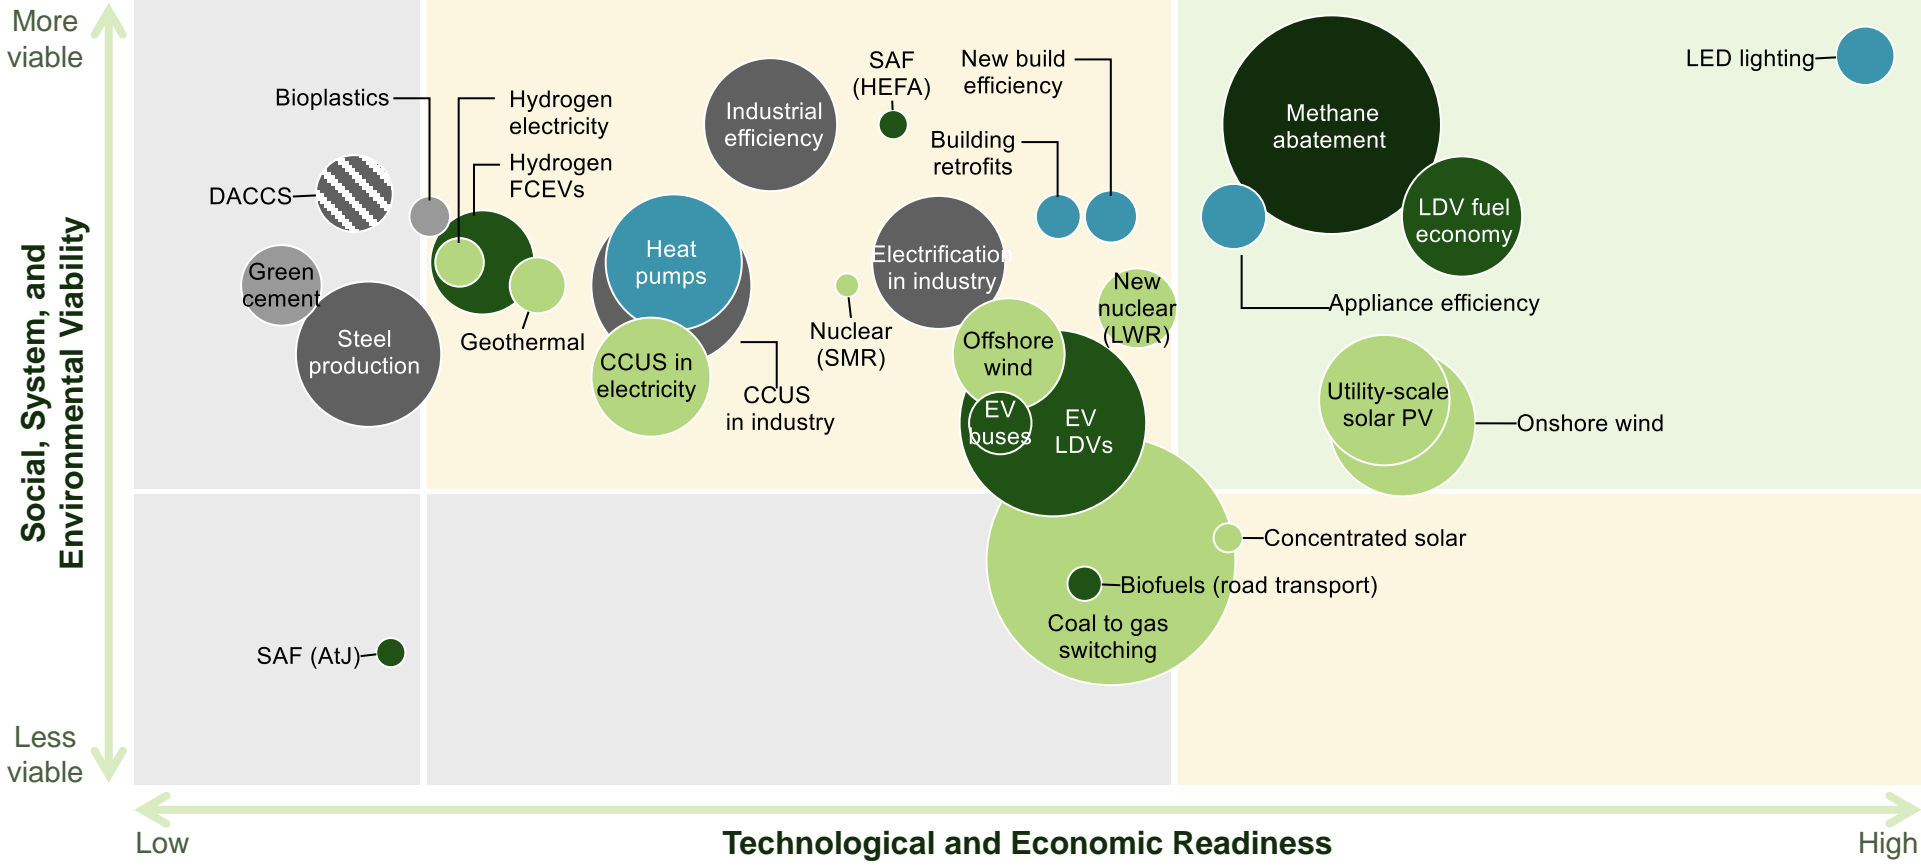 More
viable
Social, System, and
Environmental Viability
Less
viable
Bioplastics
Hydrogen
electricity
Hydrogen
FCEVs
DACCS
Green
cement
Steel
production
Geothermal
Industrial
efficiency
SAF
(HEFA)
New build
efficiency
Building
retrofits
Heat
pumps
CCUS in
electricity
CCUS
in industry
Nuclear
(SMR)
Electrification
in industry
Offshore
wind
New
nuclear
(LWR)
EV
buses
EV
LDVs
Methane
abatement
LED lighting
LDV fuel
economy
Appliance efficiency
Utility-scale
solar PV
Onshore wind
Concentrated solar
Biofuels (road transport)
Coal to gas
switching
SAF (AtJ)
Low
Technological and Economic Readiness
High